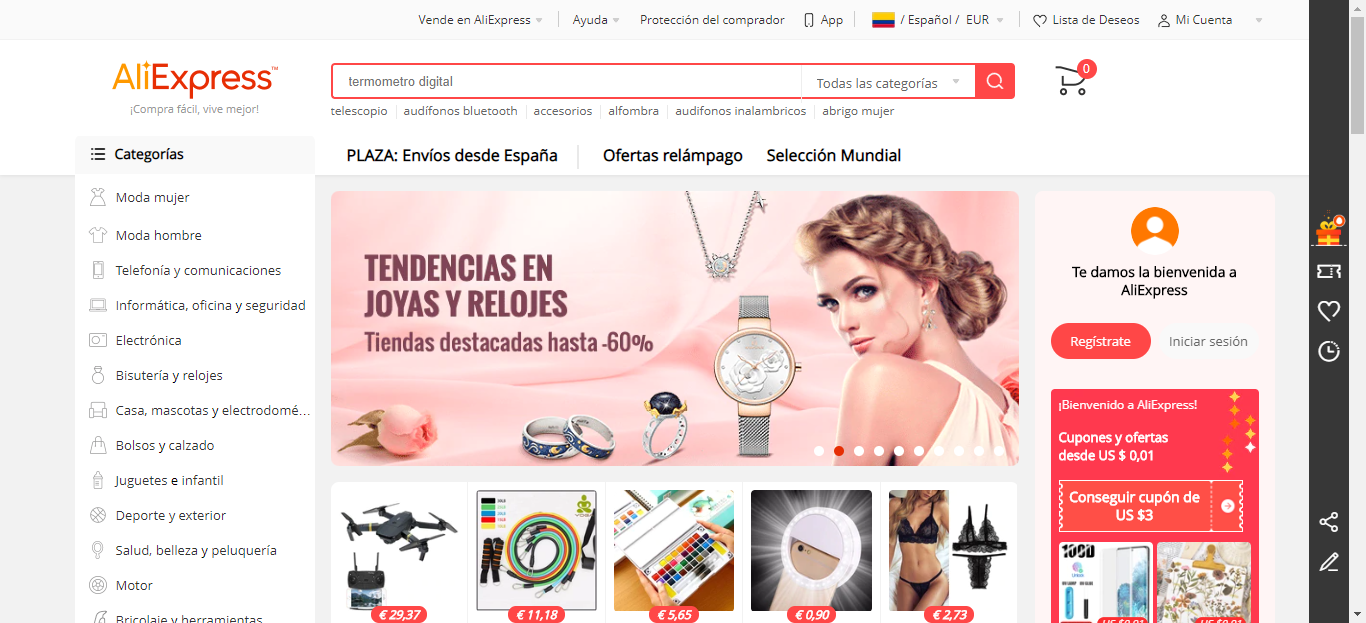 Vende en AliExpress
Ayuda
Protección del comprador
App
/ Español / EUR
Lista de Deseos
Mi Cuenta
AliExpress™
¡Compra fácil, vive mejor!
termometro digital
Todas las categorías
0
telescopio
audífonos bluetooth
accesorios
alfombra
audifonos inalambricos
abrigo mujer
Categorías
PLAZA: Envíos desde España
Ofertas relámpago
Selección Mundial
Moda mujer
Moda hombre
Telefonía y comunicaciones
Informática, oficina y seguridad
Electrónica
Bisutería y relojes
Casa, mascotas y electrodomé...
Bolsos y calzado
Juguetes e infantil
Deporte y exterior
Salud, belleza y peluquería
Motor
Bricolaje y herramientas
TENDENCIAS EN
JOYAS Y RELOJES
Tiendas destacadas hasta -60%
€ 29,37
€ 11,18
€ 5,65
€ 0,90
€ 2,73
Te damos la bienvenida a
AliExpress
Regístrate
Iniciar sesión
¡Bienvenido a AliExpress!
Cupones y ofertas
desde US $ 0,01
Conseguir cupón de
US $3
US $0,01
US $0,01